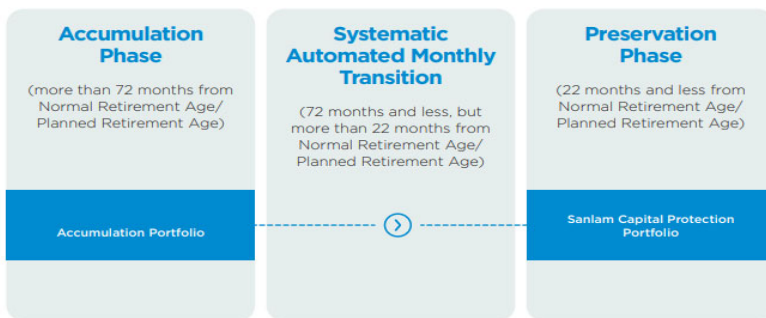 Accumulation
Phase
(more than 72 months from
Normal Retirement Age/
Planned Retirement Age)
Accumulation Portfolio
Systematic
Automated Monthly
Transition
(72 months and less, but
more than 22 months from
Normal Retirement Age/
Planned Retirement Age)
Preservation
Phase
(22 months and less from
Normal Retirement Age/
Planned Retirement Age)
Sanlam Capital Protection
Portfolio